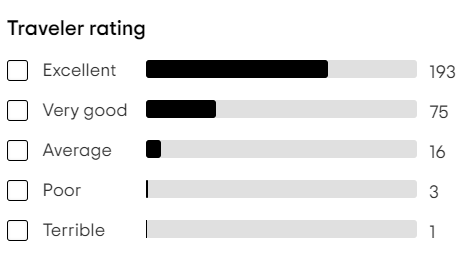 Traveler rating
Excellent 193
Very good 75
Average 16
Poor 3
Terrible 1